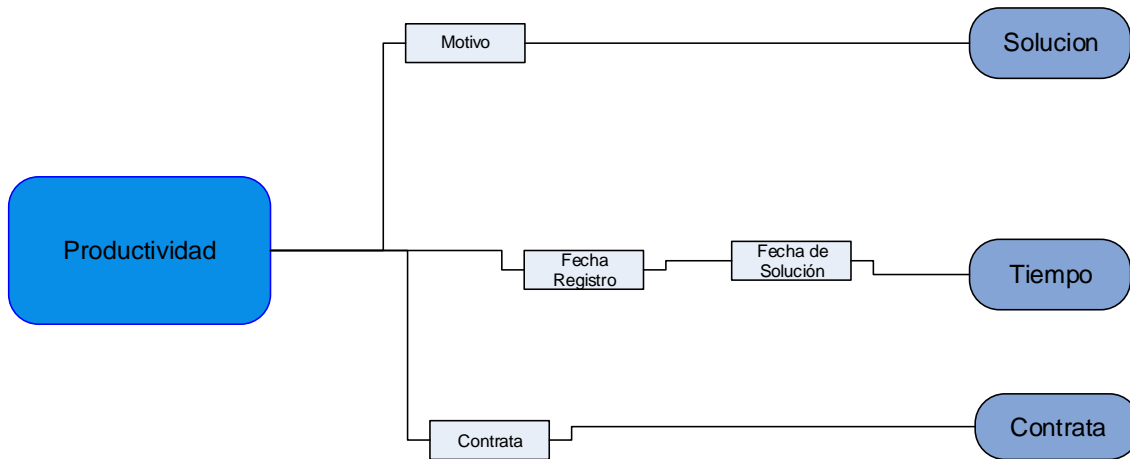 Motivo
Solucion
Productividad
Fecha
Registro
Fecha de
Solución
Tiempo
Contrata
Contrata